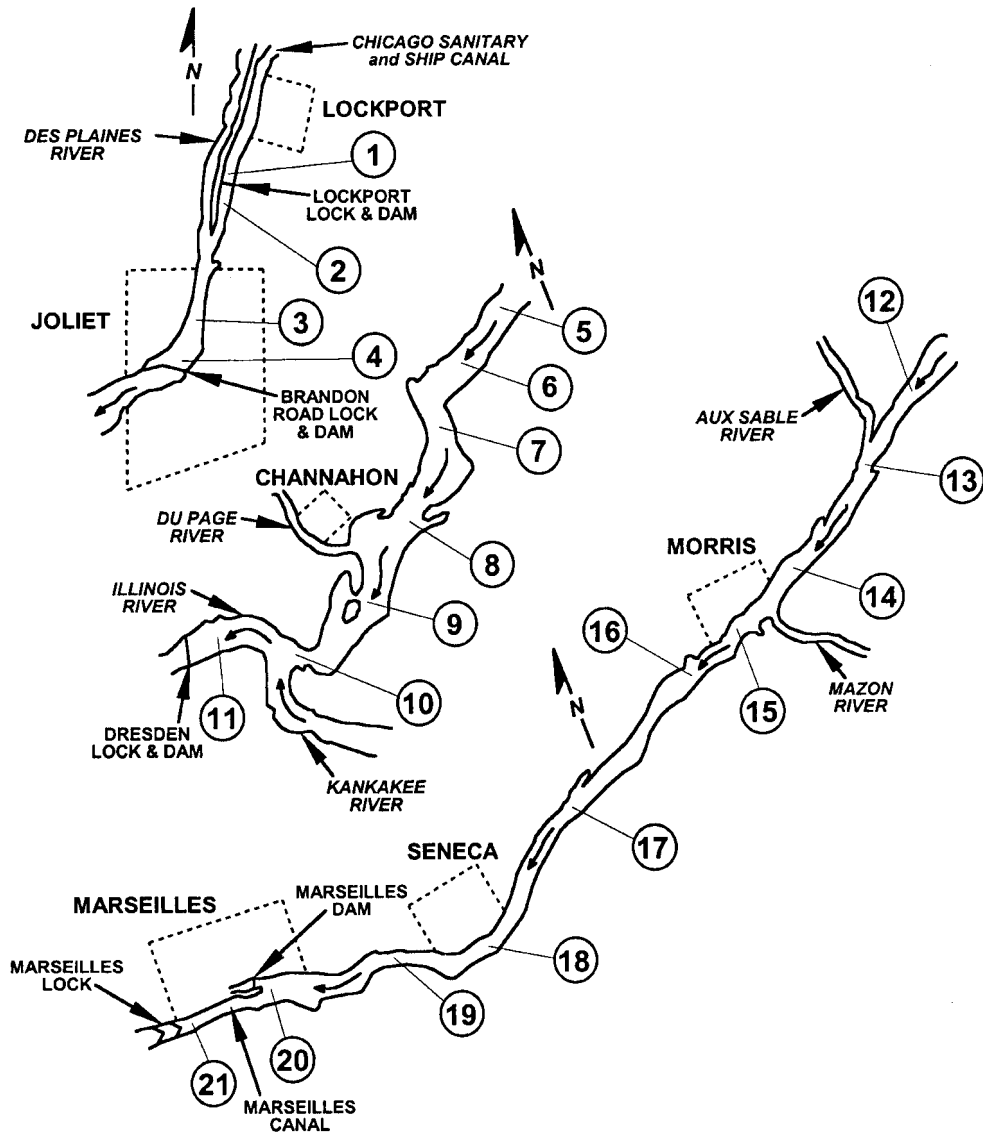 CHICAGO SANITARY
and SHIP CANAL
N
LOCKPORT
DES PLAINES
RIVER
1
LOCKPORT
LOCK & DAM
2
JOLIET
3
4
BRANDON
ROAD LOCK
& DAM
N
5
6
7
CHANNAHON
DU PAGE
RIVER
8
ILLINOIS
RIVER
9
10
11
DRESDEN
LOCK & DAM
KANKAKEE
RIVER
12
AUX SABLE
RIVER
13
MORRIS
14
16
15
MAZON
RIVER
N
17
SENECA
MARSEILLES
DAM
MARSEILLES
18
MARSEILLES
LOCK
19
20
21
MARSEILLES
CANAL